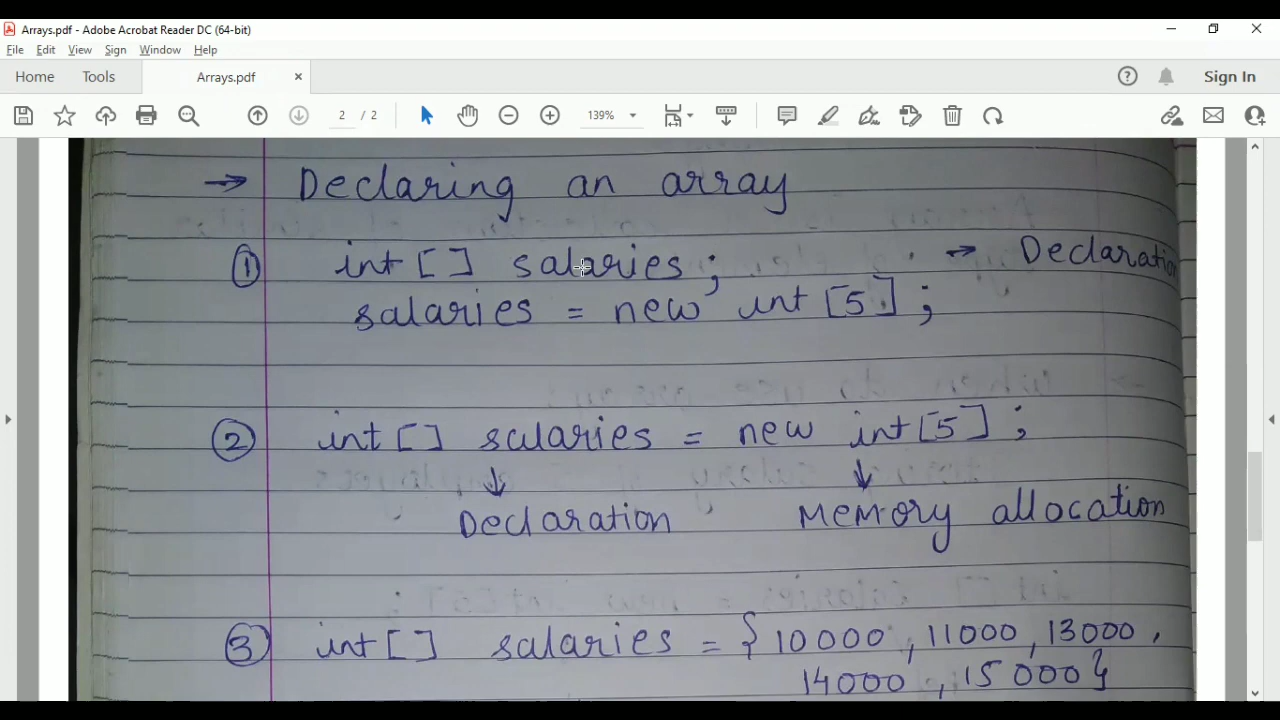 Arrays.pdf - Adobe Acrobat Reader DC (64-bit)
File Edit View Sign Window Help
Home Tools Arrays.pdf × Sign In
2 / 2 139%
→ Declaring an array
① int [ ] salaries; → Declaration
salaries = new int [5];
② int [ ] salaries = new int [5];
↓ ↓
Declaration Memory allocation
③ int [ ] salaries = {10000, 11000, 13000,
14000, 15000}